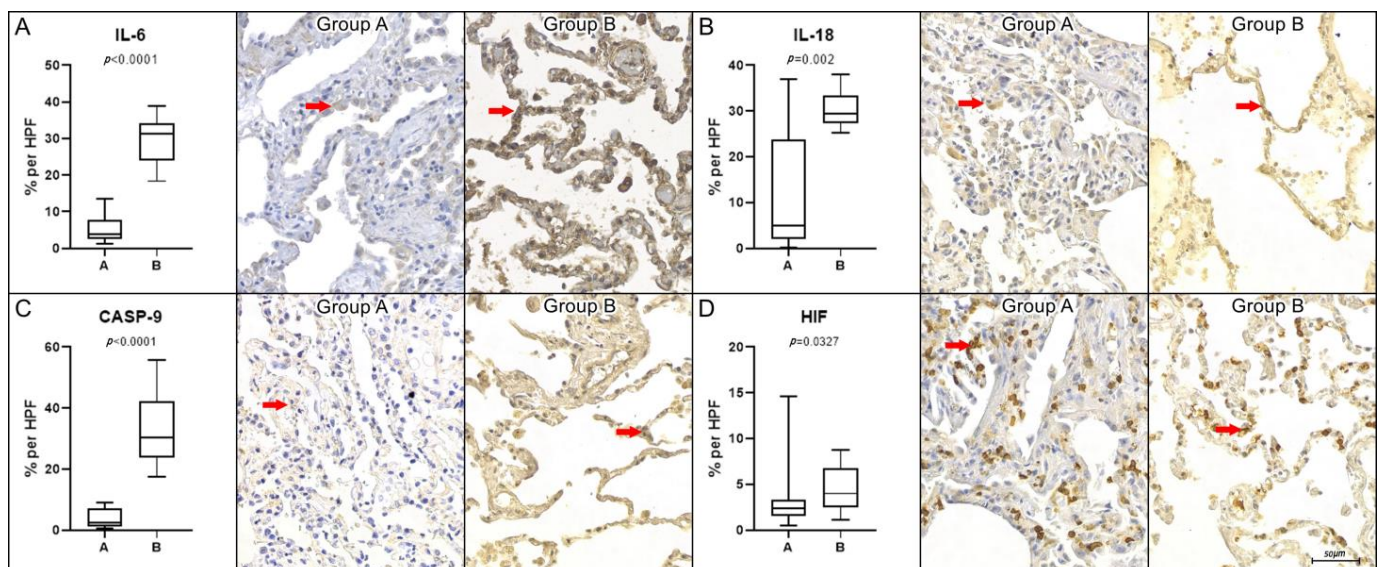 A
IL-6
p<0.0001
% per HPF
50
40
30
20
10
0
A
B
Group A
Group B
B
IL-18
p=0.002
% per HPF
40
30
20
10
0
A
B
Group A
Group B
C
CASP-9
p<0.0001
% per HPF
60
40
20
0
A
B
Group A
Group B
D
HIF
p=0.0327
% per HPF
20
15
10
5
0
A
B
Group A
Group B
50µm